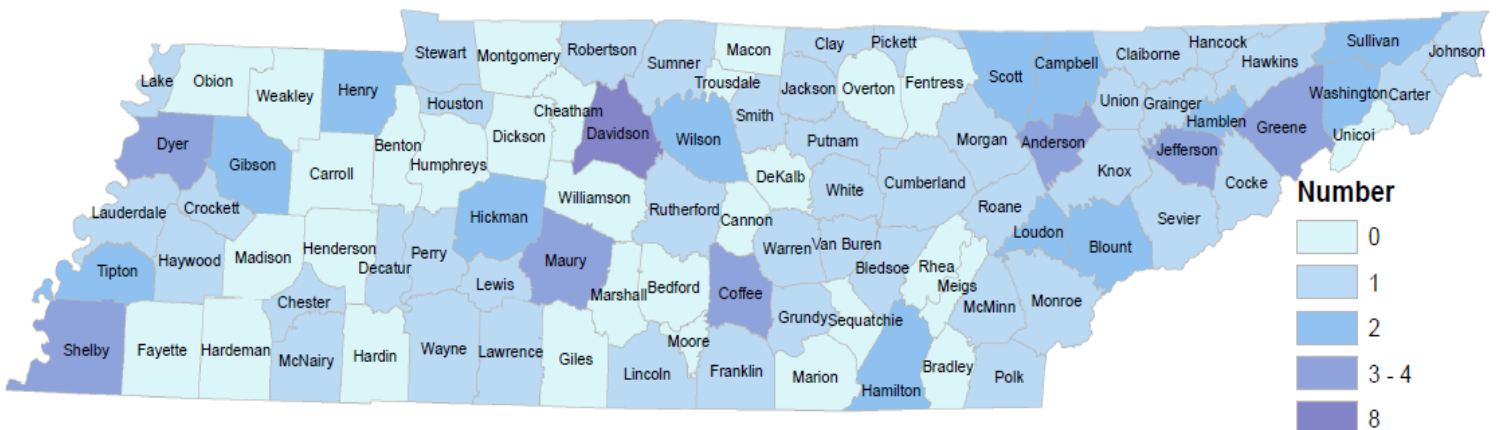 Stewart
Montgomery
Robertson
Sumner
Macon
Clay
Pickett
Scott
Campbell
Claiborne
Hancock
Hawkins
Sullivan
Johnson
Lake
Obion
Weakley
Henry
Houston
Cheatham
Trousdale
Jackson
Overton
Fentress
Union
Grainger
Washington
Carter
Dyer
Gibson
Carroll
Benton
Humphreys
Dickson
Davidson
Wilson
Smith
Putnam
Morgan
Anderson
Hamblen
Jefferson
Greene
Unicoi
Lauderdale
Crockett
Hickman
Williamson
Rutherford
DeKalb
Cannon
White
Cumberland
Roane
Knox
Cocke
Sevier
Loudon
Blount
Tipton
Haywood
Madison
Henderson
Decatur
Perry
Lewis
Maury
Marshall
Bedford
Coffee
Warren
Van Buren
Bledsoe
Rhea
Meigs
McMinn
Monroe
Chester
Grundy
Sequatchie
Shelby
Fayette
Hardeman
McNairy
Hardin
Wayne
Lawrence
Giles
Moore
Lincoln
Franklin
Marion
Hamilton
Bradley
Polk
Number
0
1
2
3 - 4
8